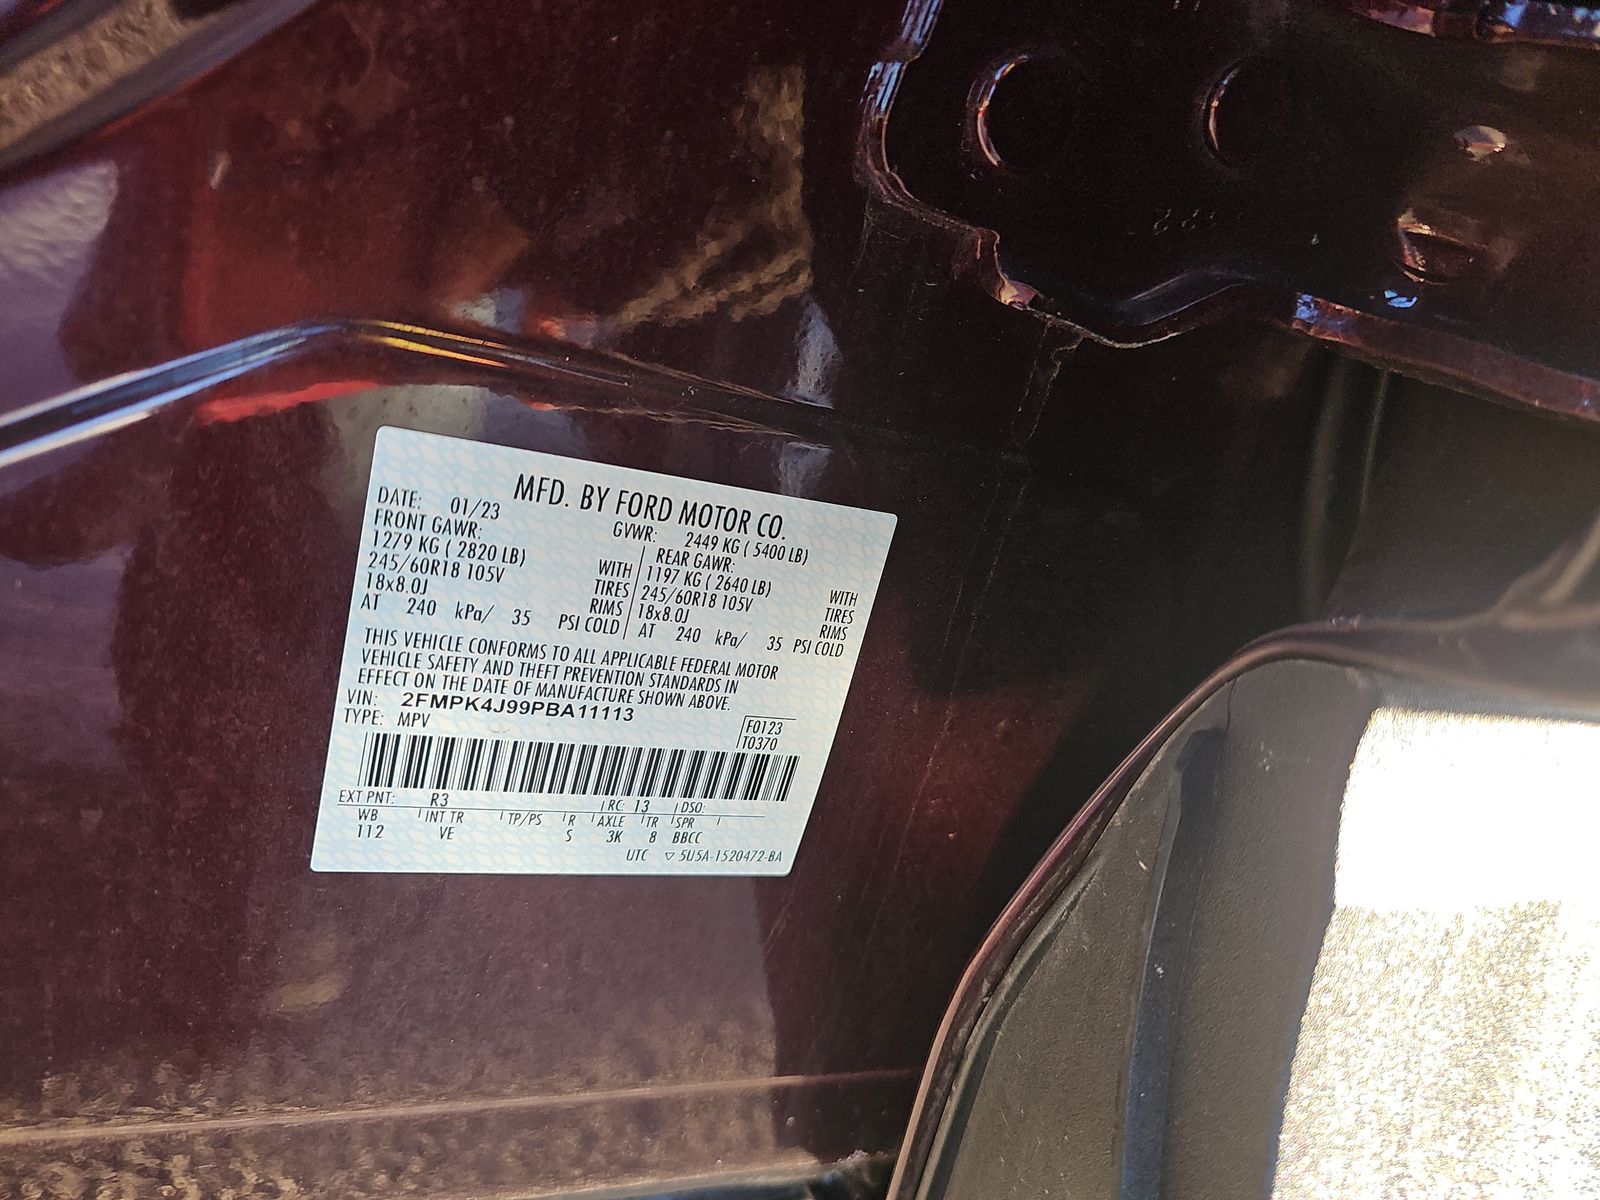 MFD. BY FORD MOTOR CO.
DATE: 01/23 GVWR: 2449 KG ( 5400 LB)
FRONT GAWR: REAR GAWR:
1279 KG ( 2820 LB) WITH 1197 KG ( 2640 LB) WITH
245/60R18 105V TIRES 245/60R18 105V TIRES
18x8.0J RIMS 18x8.0J RIMS
AT 240 kPa/ 35 PSI COLD AT 240 kPa/ 35 PSI COLD
THIS VEHICLE CONFORMS TO ALL APPLICABLE FEDERAL MOTOR
VEHICLE SAFETY AND THEFT PREVENTION STANDARDS IN
EFFECT ON THE DATE OF MANUFACTURE SHOWN ABOVE.
VIN: 2FMPK4J99PBA11113
TYPE: MPV F0123
T0370
EXT PNT: R3 RC: 13 DSO:
WB INT TR TP/PS R AXLE TR SPR
112 VE S 3K 8 BBCC
UTC ▽ 5U5A-1520472-BA